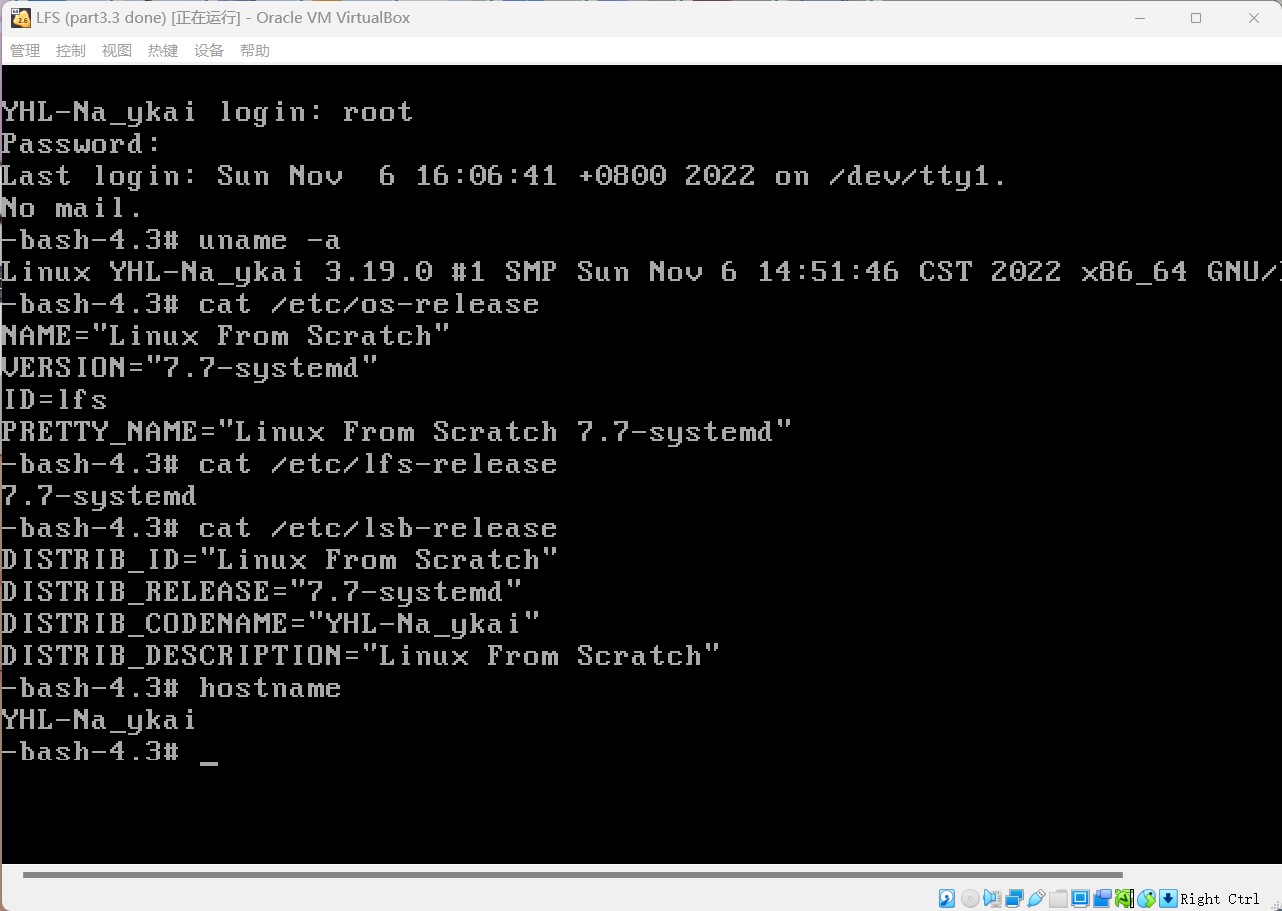 LFS (part3.3 done) [正在运行] - Oracle VM VirtualBox
管理 控制 视图 热键 设备 帮助
YHL-Na_ykai login: root
Password:
Last login: Sun Nov  6 16:06:41 +0800 2022 on /dev/tty1.
No mail.
-bash-4.3# uname -a
Linux YHL-Na_ykai 3.19.0 #1 SMP Sun Nov 6 14:51:46 CST 2022 x86_64 GNU/
-bash-4.3# cat /etc/os-release
NAME="Linux From Scratch"
VERSION="7.7-systemd"
ID=lfs
PRETTY_NAME="Linux From Scratch 7.7-systemd"
-bash-4.3# cat /etc/lfs-release
7.7-systemd
-bash-4.3# cat /etc/lsb-release
DISTRIB_ID="Linux From Scratch"
DISTRIB_RELEASE="7.7-systemd"
DISTRIB_CODENAME="YHL-Na_ykai"
DISTRIB_DESCRIPTION="Linux From Scratch"
-bash-4.3# hostname
YHL-Na_ykai
-bash-4.3# _
Right Ctrl